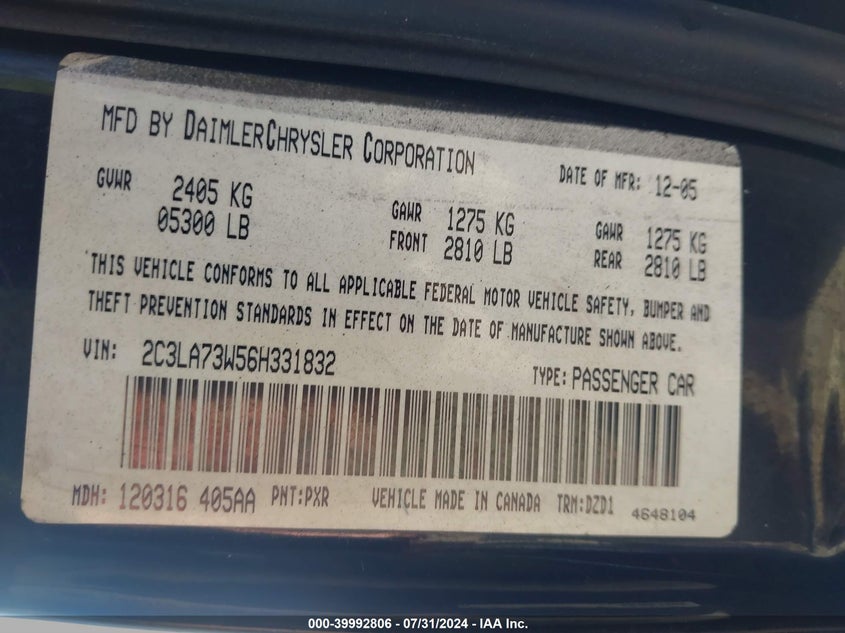 MFD BY DAIMLERCHRYSLER CORPORATION
DATE OF MFR: 12-05
GVWR 2405 KG
05300 LB
GAWR 1275 KG
FRONT 2810 LB
GAWR 1275 KG
REAR 2810 LB
THIS VEHICLE CONFORMS TO ALL APPLICABLE FEDERAL MOTOR VEHICLE SAFETY, BUMPER AND
THEFT PREVENTION STANDARDS IN EFFECT ON THE DATE OF MANUFACTURE SHOWN ABOVE.
VIN: 2C3LA73W56H331832
TYPE: PASSENGER CAR
MDH: 120316 405AA PNT:PXR VEHICLE MADE IN CANADA TRM:DZD1 4648104
000-39992806 - 07/31/2024 - IAA Inc.